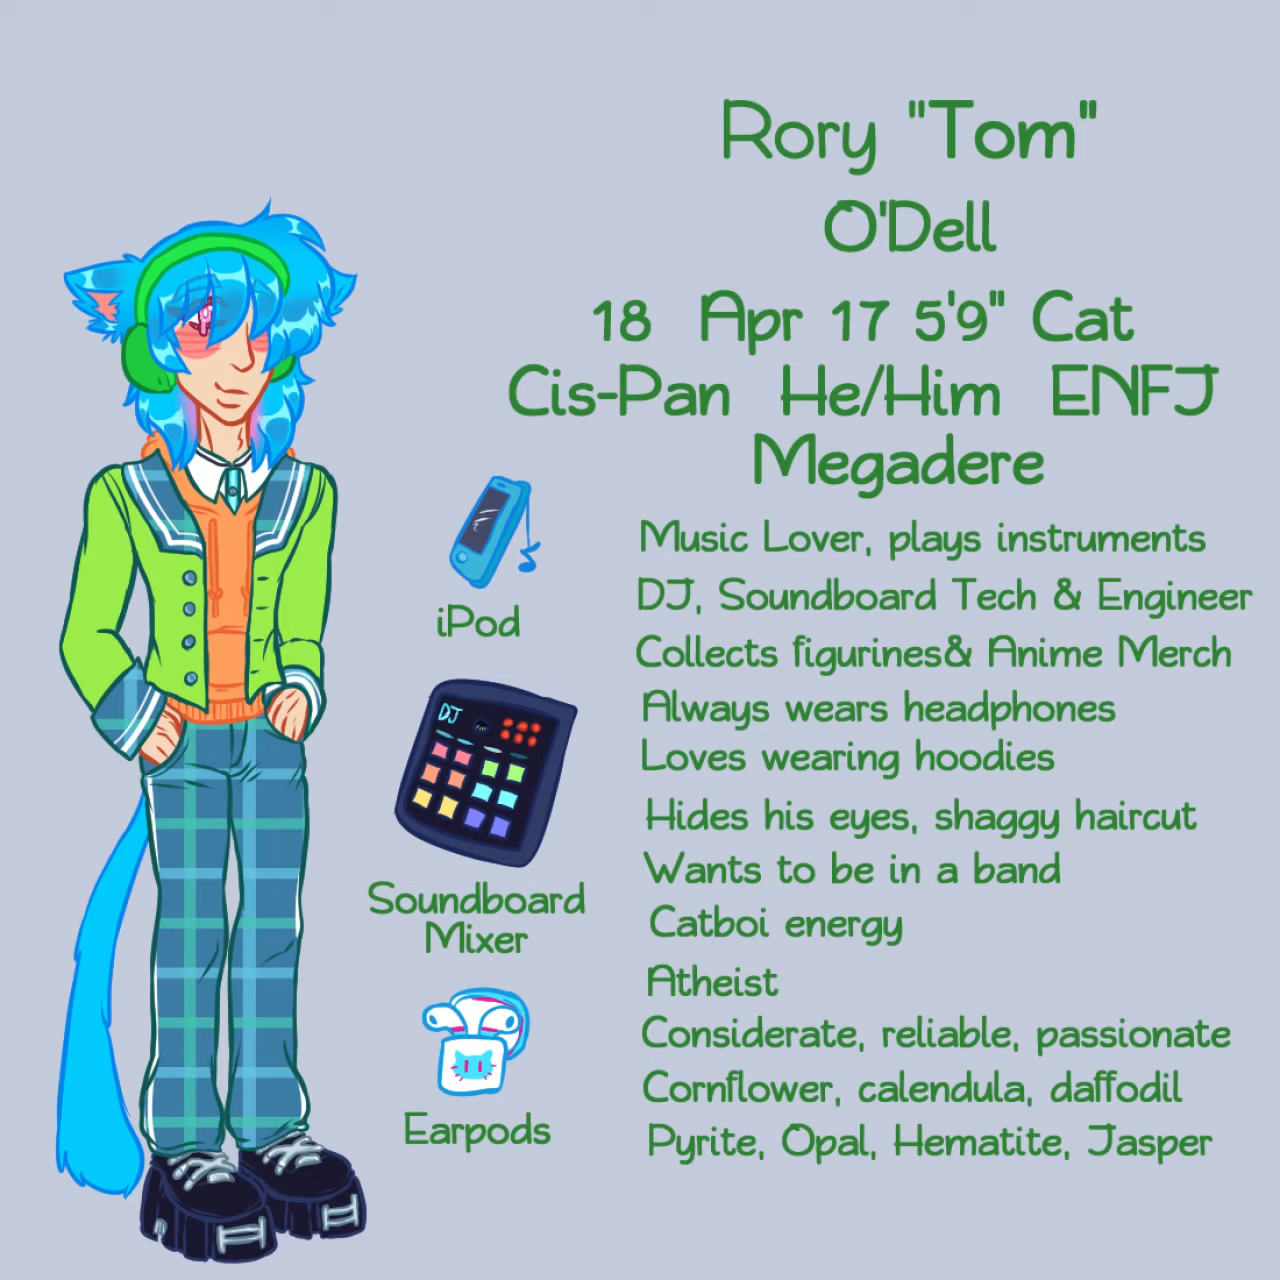 Rory "Tom"
O'Dell
18 Apr 17 5'9" Cat
Cis-Pan He/Him ENFJ
Megadere
Music Lover, plays instruments
DJ, Soundboard Tech & Engineer
Collects figurines& Anime Merch
Always wears headphones
Loves wearing hoodies
Hides his eyes, shaggy haircut
Wants to be in a band
Catboi energy
Atheist
Considerate, reliable, passionate
Cornflower, calendula, daffodil
Pyrite, Opal, Hematite, Jasper
iPod
DJ
Soundboard
Mixer
Earpods